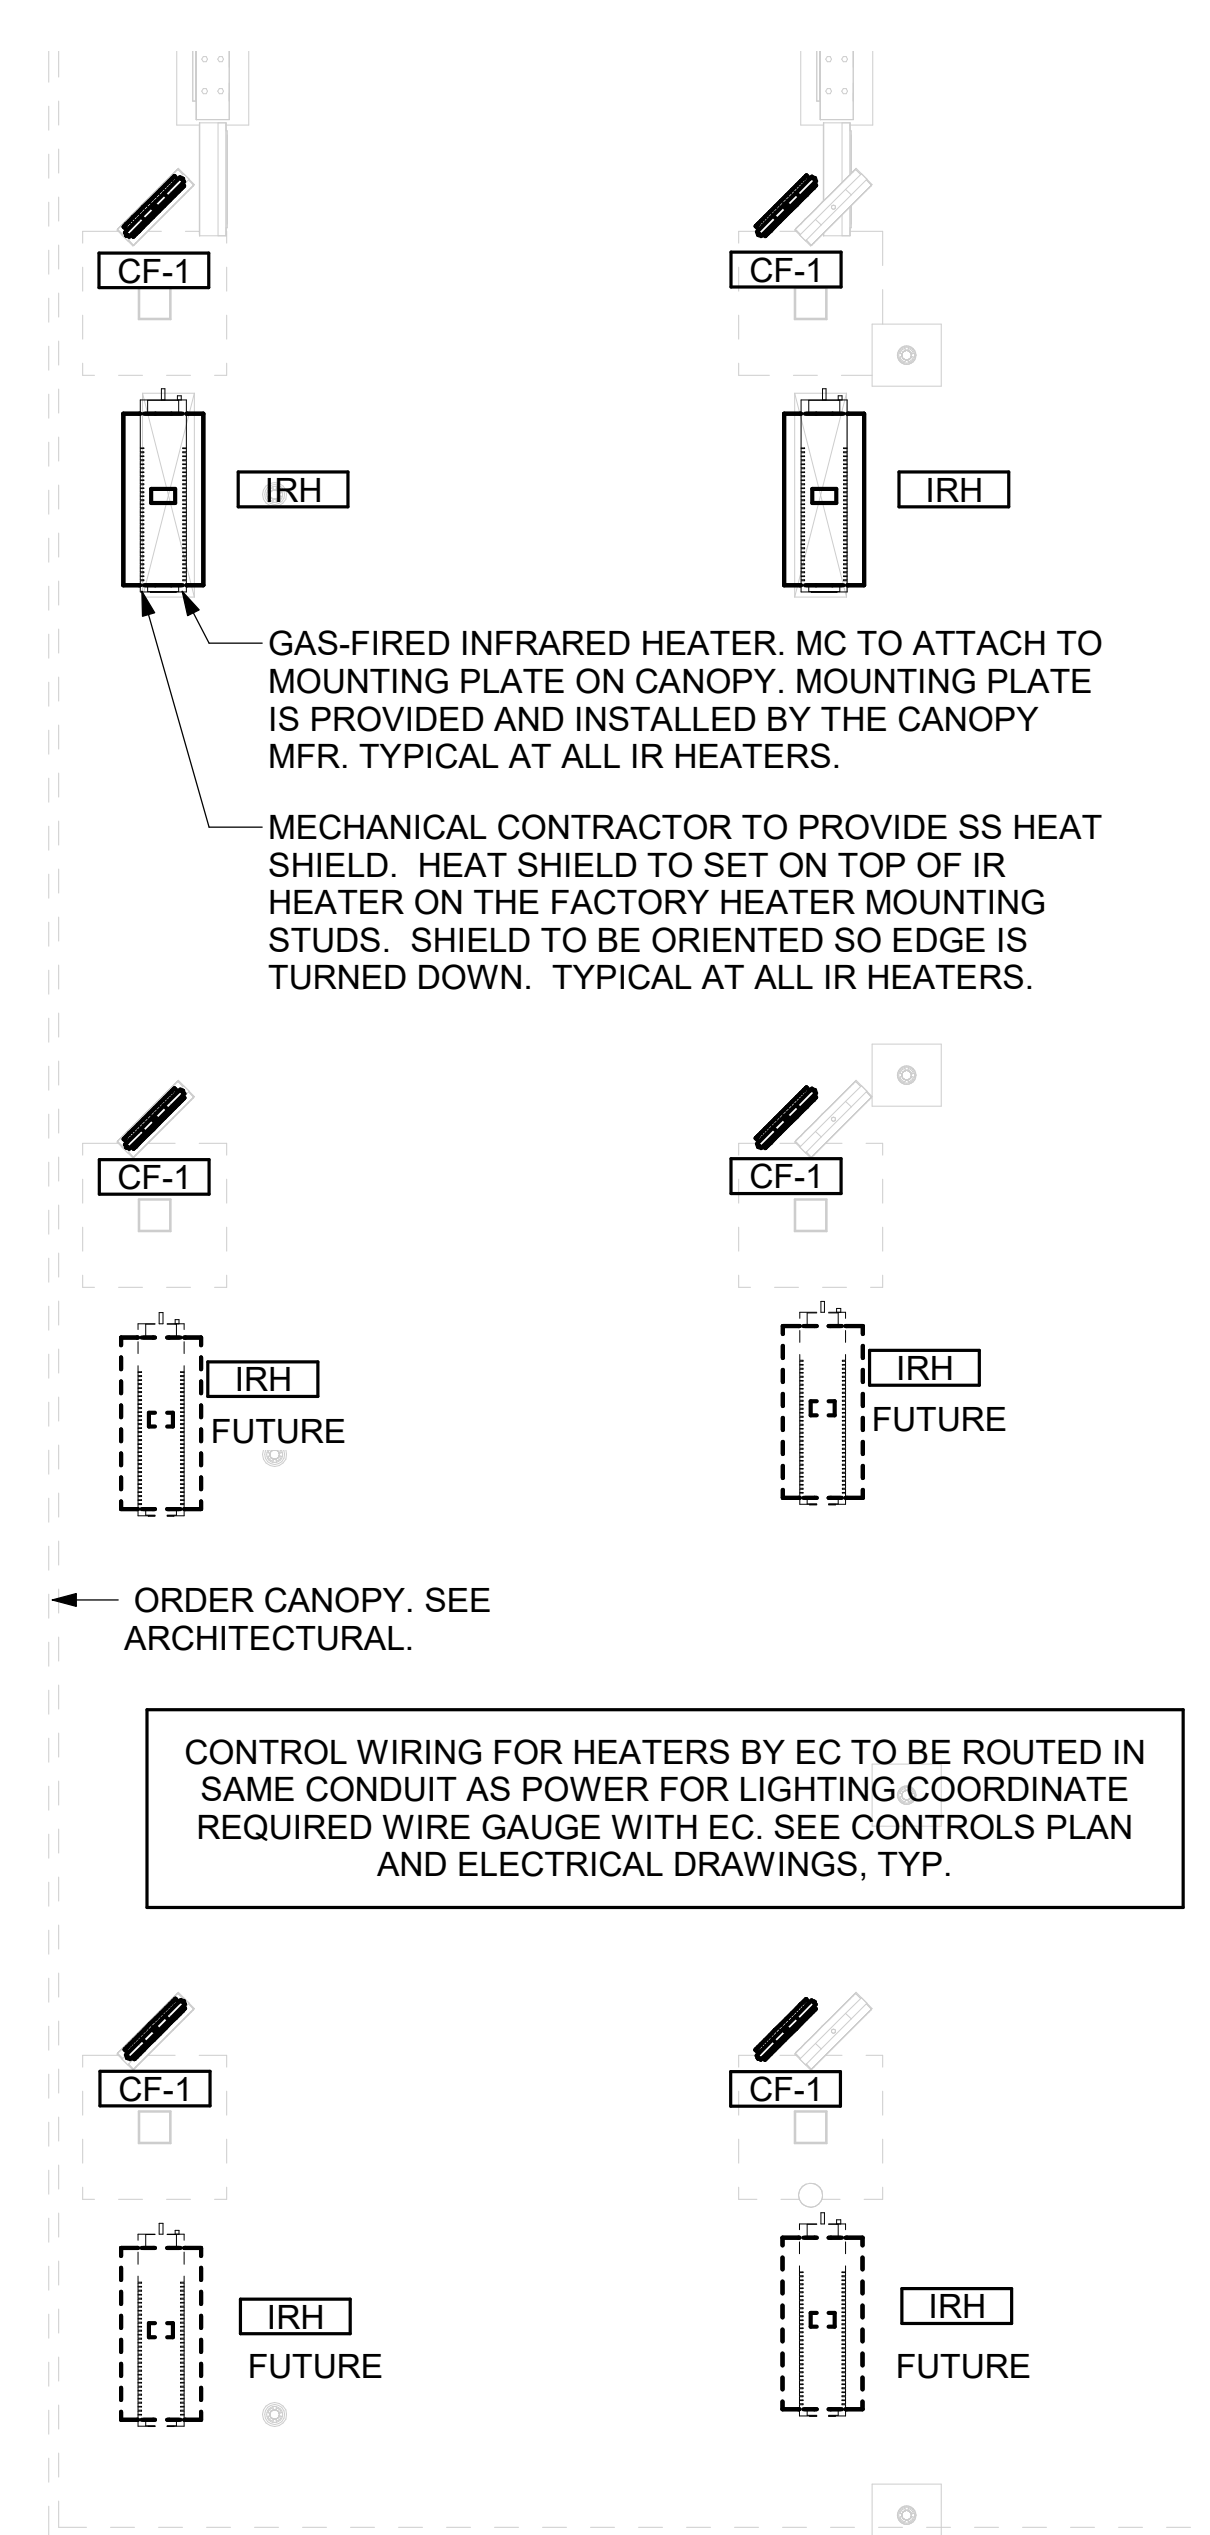 CF-1
CF-1
IRH
IRH
GAS-FIRED INFRARED HEATER. MC TO ATTACH TO
MOUNTING PLATE ON CANOPY. MOUNTING PLATE
IS PROVIDED AND INSTALLED BY THE CANOPY
MFR. TYPICAL AT ALL IR HEATERS.
MECHANICAL CONTRACTOR TO PROVIDE SS HEAT
SHIELD.  HEAT SHIELD TO SET ON TOP OF IR
HEATER ON THE FACTORY HEATER MOUNTING
STUDS.  SHIELD TO BE ORIENTED SO EDGE IS
TURNED DOWN.  TYPICAL AT ALL IR HEATERS.
CF-1
CF-1
IRH
FUTURE
IRH
FUTURE
ORDER CANOPY. SEE
ARCHITECTURAL.
CONTROL WIRING FOR HEATERS BY EC TO BE ROUTED IN
SAME CONDUIT AS POWER FOR LIGHTING COORDINATE
REQUIRED WIRE GAUGE WITH EC. SEE CONTROLS PLAN
AND ELECTRICAL DRAWINGS, TYP.
CF-1
CF-1
IRH
FUTURE
IRH
FUTURE